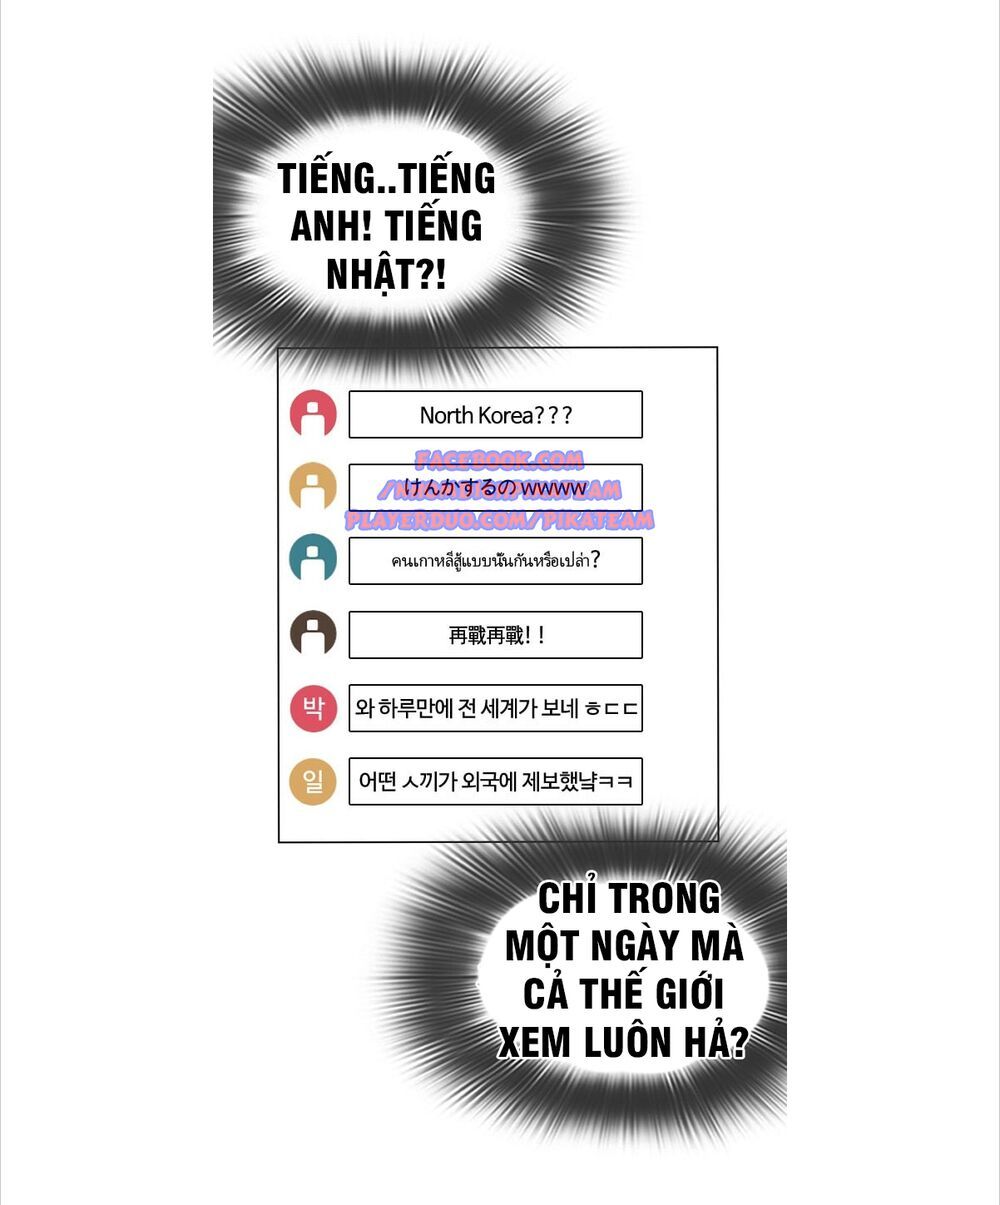 TIẾNG..TIẾNG
ANH! TIẾNG
NHẬT?!
North Korea???
FACEBOOK.COM
けんかするの wwww
PLAYERDUO.COM/PIKATEAM
คนเกาหลีสู้แบบนั้นกันหรือเปล่า?
再戰再戰! !
박
와 하루만에 전 세계가 보네 ㅎㄷㄷ
일
어떤 ㅅ끼가 외국에 제보했냨ㅋㅋ
CHỈ TRONG
MỘT NGÀY MÀ
CẢ THẾ GIỚI
XEM LUÔN HẢ?